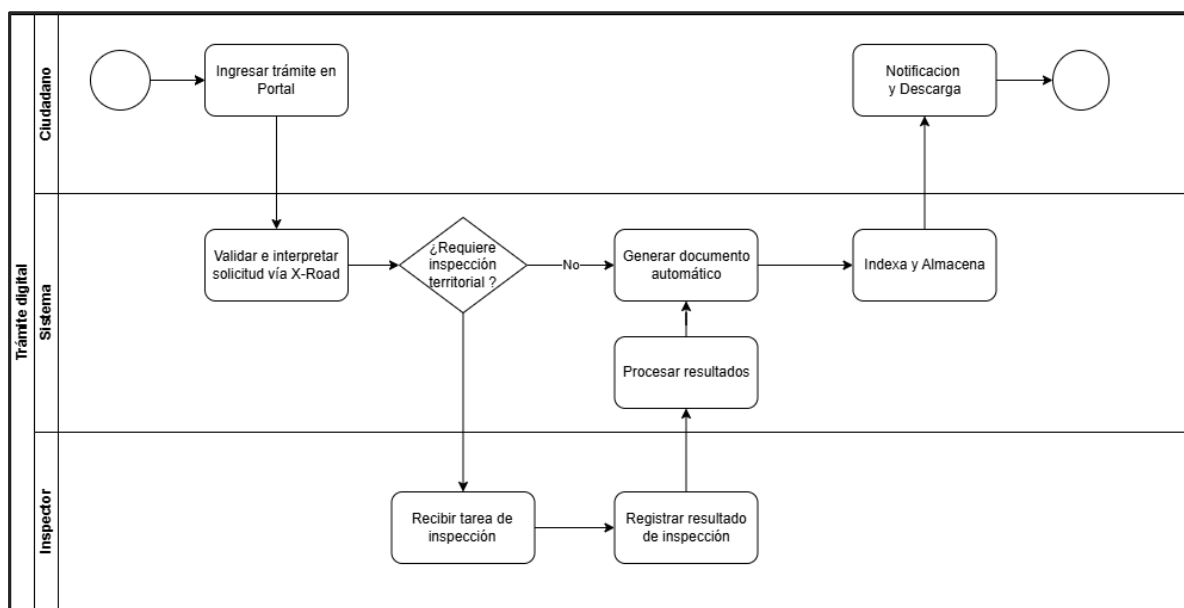 Trámite digital
Ciudadano
Ingresar trámite en
Portal
Notificacion
y Descarga
Sistema
Validar e interpretar
solicitud vía X-Road
¿Requiere
inspección
territorial ?
No
Generar documento
automático
Indexa y Almacena
Procesar resultados
Inspector
Recibir tarea de
inspección
Registrar resultado
de inspección